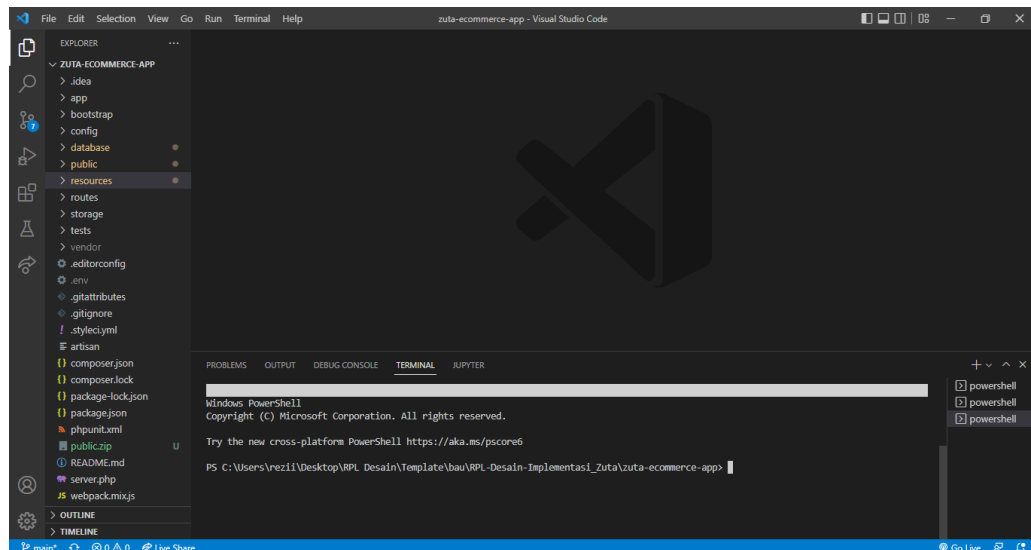 File Edit Selection View Go Run Terminal Help
zuta-ecommerce-app - Visual Studio Code
EXPLORER
ZUTA-ECOMMERCE-APP
.idea
app
bootstrap
config
database
public
resources
routes
storage
tests
vendor
.editorconfig
.env
.gitattributes
.gitignore
.styleci.yml
artisan
composer.json
composer.lock
package-lock.json
package.json
phpunit.xml
public.zip U
README.md
server.php
JS webpack.mix.js
OUTLINE
TIMELINE
7
PROBLEMS OUTPUT DEBUG CONSOLE TERMINAL JUPYTER
Windows PowerShell
Copyright (C) Microsoft Corporation. All rights reserved.
Try the new cross-platform PowerShell https://aka.ms/pscore6
PS C:\Users\rezii\Desktop\RPL Desain\Template\bau\RPL-Desain-Implementasi_Zuta\zuta-ecommerce-app>
powershell
powershell
powershell
main* 0 0 Live Share
Go Live